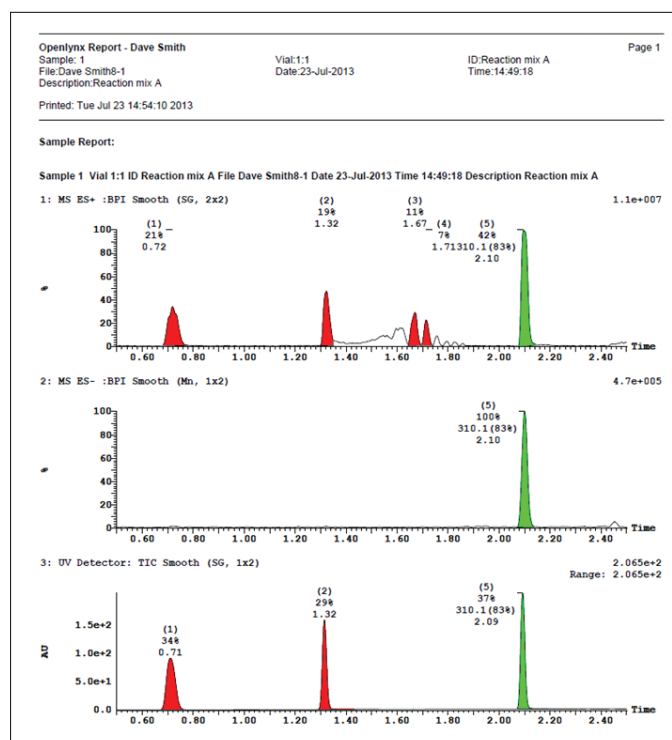 Openlynx Report - Dave Smith Page 1
Sample: 1 Vial:1:1 ID:Reaction mix A
File:Dave Smith8-1 Date:23-Jul-2013 Time:14:49:18
Description:Reaction mix A
Printed: Tue Jul 23 14:54:10 2013
Sample Report:
Sample 1 Vial 1:1 ID Reaction mix A File Dave Smith8-1 Date 23-Jul-2013 Time 14:49:18 Description Reaction mix A
1: MS ES+ :BPI Smooth (SG, 2x2) 1.1e+007
(2) (3)
19% 11%
(1) 1.32 1.67 (4) (5)
21% 7% 42%
0.72 1.71310.1(83%)
2.10
100
80
60
%
40
20
0
0.60 0.80 1.00 1.20 1.40 1.60 1.80 2.00 2.20 2.40 Time
2: MS ES- :BPI Smooth (Mn, 1x2) 4.7e+005
(5)
100%
310.1(83%)
2.10
100
80
60
%
40
20
0
0.60 0.80 1.00 1.20 1.40 1.60 1.80 2.00 2.20 2.40 Time
3: UV Detector: TIC Smooth (SG, 1x2) 2.065e+2
Range: 2.065e+2
(2) (5)
29% 37%
1.32 310.1(83%)
2.09
(1)
34%
0.71
1.5e+2
1.0e+2
AU
5.0e+1
0.0
0.60 0.80 1.00 1.20 1.40 1.60 1.80 2.00 2.20 2.40 Time